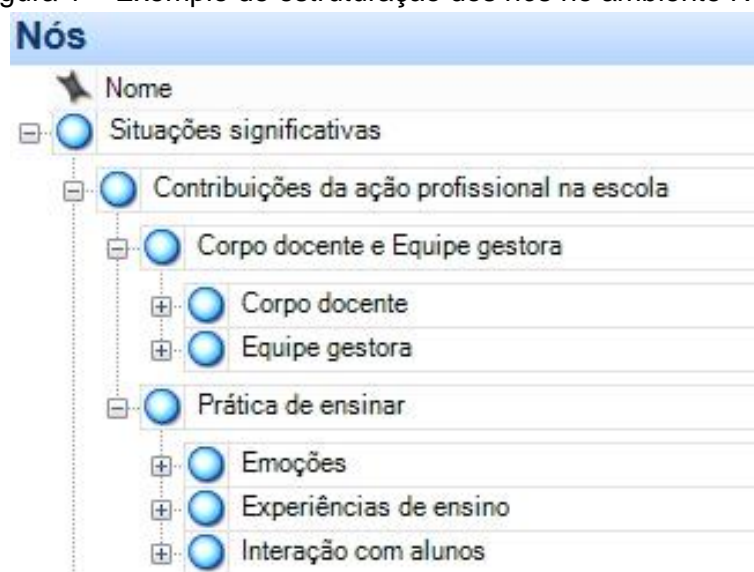 Nós
Nome
Situações significativas
Contribuições da ação profissional na escola
Corpo docente e Equipe gestora
Corpo docente
Equipe gestora
Prática de ensinar
Emoções
Experiências de ensino
Interação com alunos